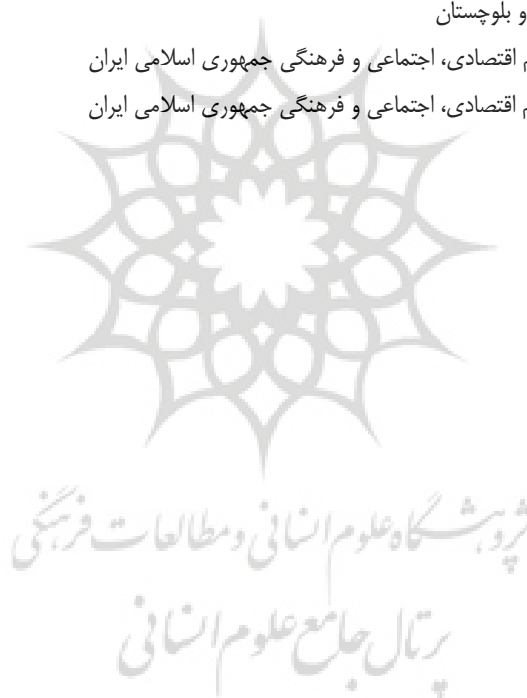 و بلوچستان
م اقتصادی، اجتماعی و فرهنگی جمهوری اسلامی ایران
م اقتصادی، اجتماعی و فرهنگی جمهوری اسلامی ایران
پژوهشگاه علوم انسانی و مطالعات فرهنگی
پرتال جامع علوم انسانی